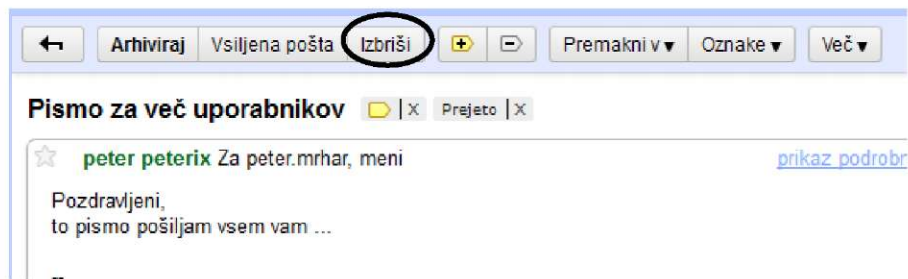 Arhiviraj Vsiljena pošta Izbriši Premakni v Oznake Več
Pismo za več uporabnikov x Prejeto x
peter peterix Za peter.mrhar, meni prikaz podrobr
Pozdravljeni,
to pismo pošiljam vsem vam ...